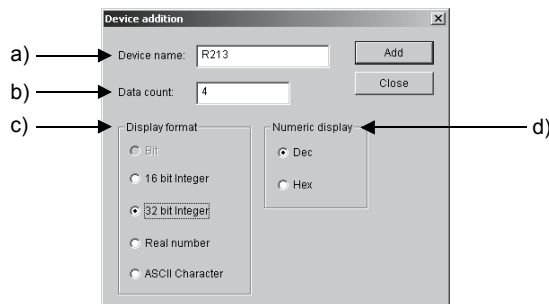 Device addition
a) Device name: R213 Add
b) Data count: 4 Close
c) Display format Numeric display d)
Bit Dec
16 bit Integer Hex
32 bit Integer
Real number
ASCII Character